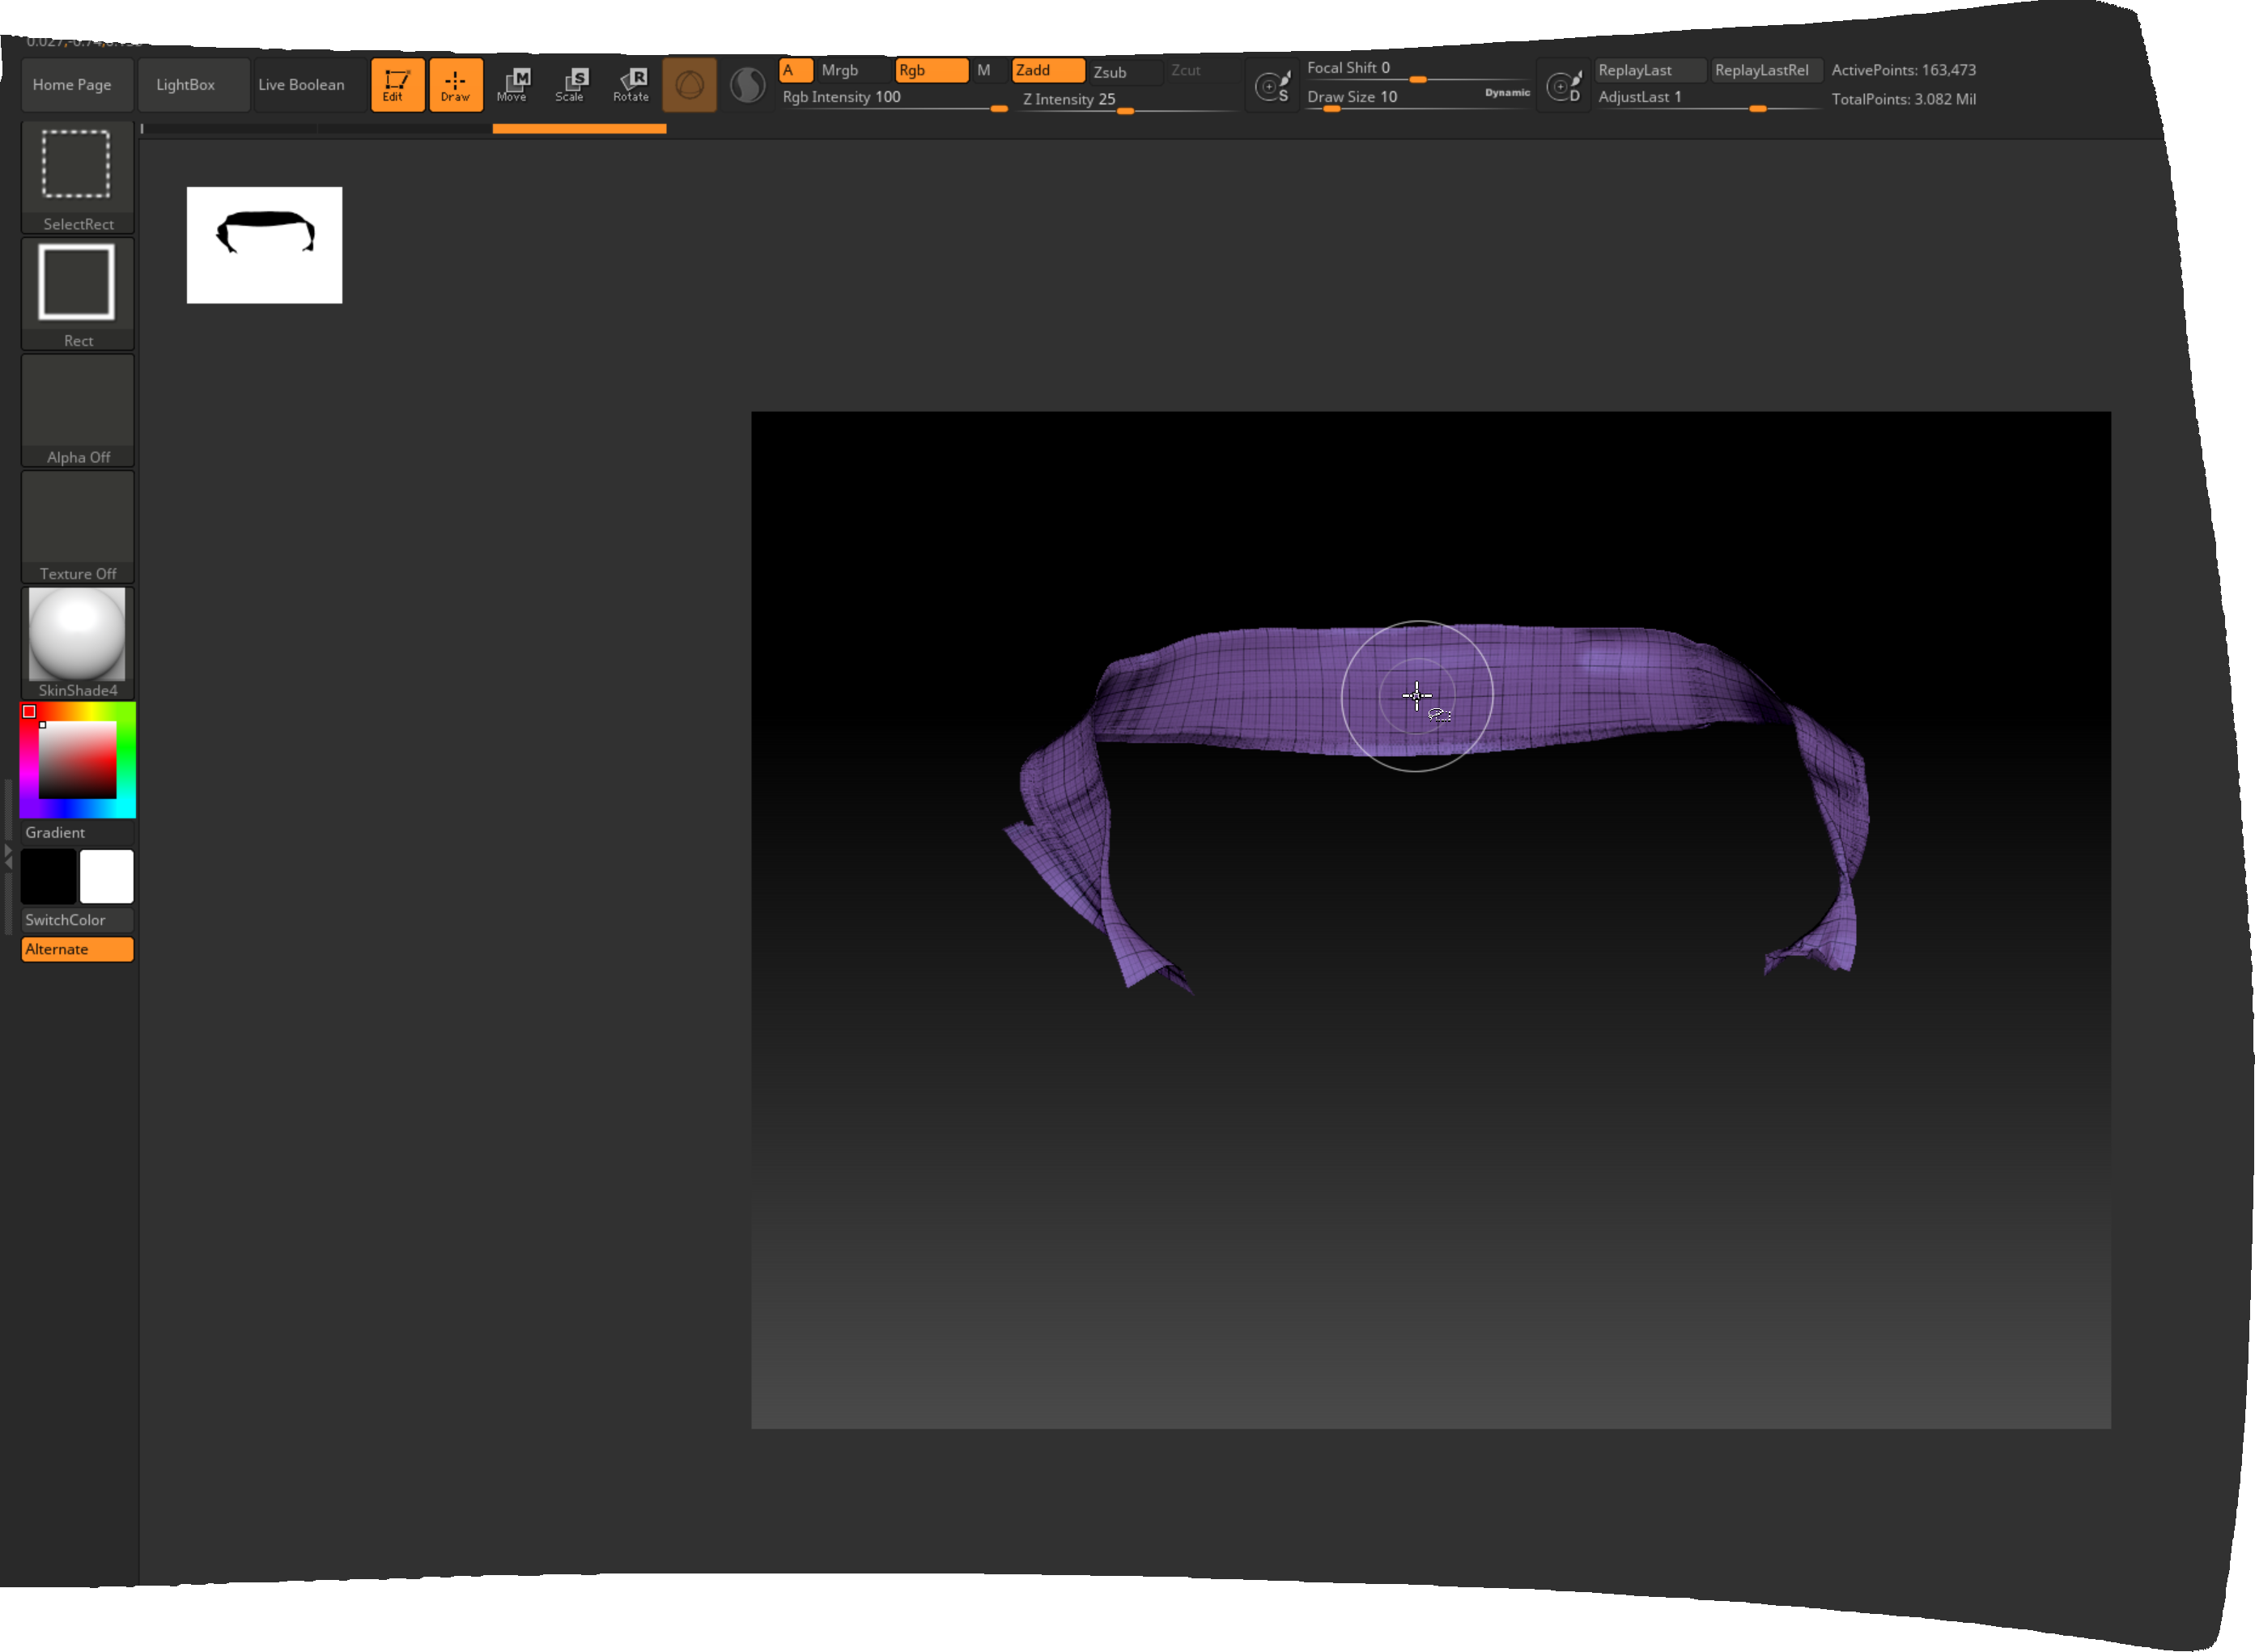 Home Page LightBox Live Boolean Edit Draw Move Scale Rotate A Mrgb Rgb M Zadd Zsub Zcut Focal Shift 0 ReplayLast ReplayLastRel ActivePoints: 163,473
Rgb Intensity 100 Z Intensity 25 Draw Size 10 Dynamic AdjustLast 1 TotalPoints: 3.082 Mil
M
S
R
S
D
SelectRect
Rect
Alpha Off
Texture Off
SkinShade4
Gradient
SwitchColor
Alternate